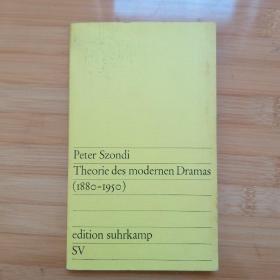 Peter Szondi
Theorie des modernen Dramas
(1880-1950)
edition suhrkamp
SV